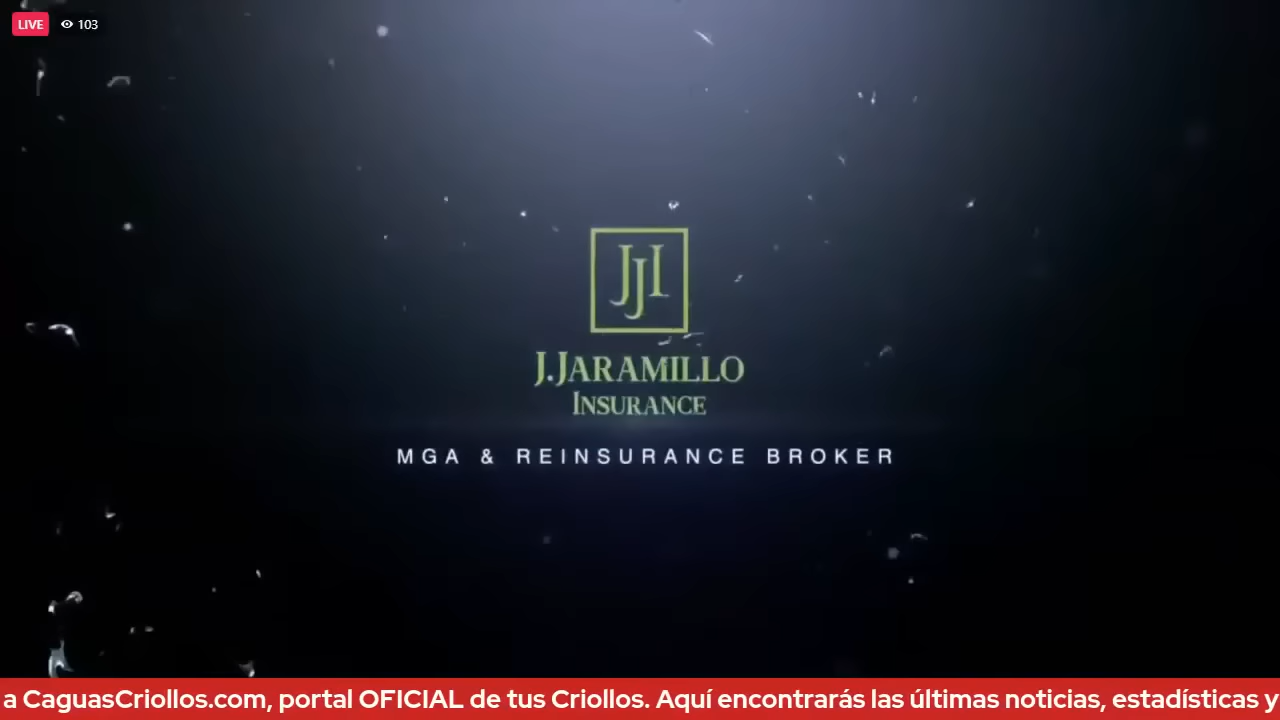 LIVE
103
JJI
J.JARAMILLO
INSURANCE
MGA & REINSURANCE BROKER
a CaguasCriollos.com, portal OFICIAL de tus Criollos. Aquí encontrarás las últimas noticias, estadísticas y